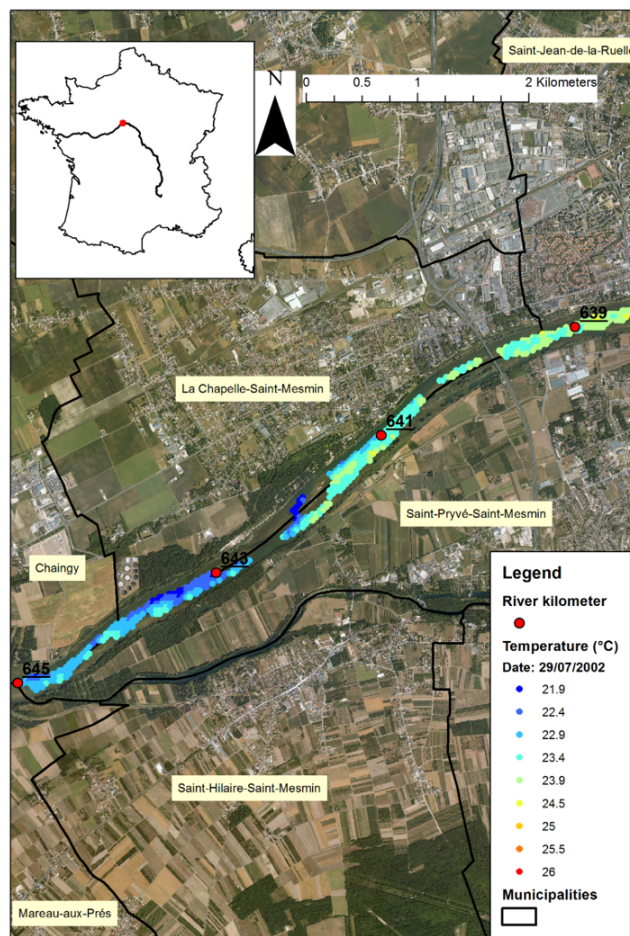 Saint-Jean-de-la-Ruelle
N
0 0.5 1 2 Kilometers
639
La Chapelle-Saint-Mesmin
641
Saint-Pryvé-Saint-Mesmin
Chaingy
643
645
Saint-Hilaire-Saint-Mesmin
Mareau-aux-Prés
Legend
River kilometer
Temperature (°C)
Date: 29/07/2002
21.9
22.4
22.9
23.4
23.9
24.5
25
25.5
26
Municipalities